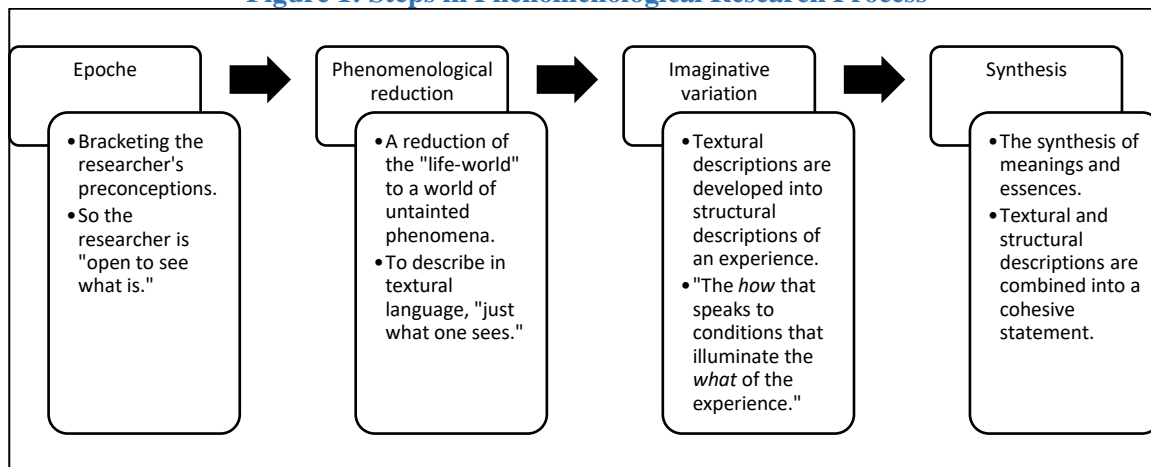 Figure 1: Steps in Phenomenological Research Process
Epoche
•Bracketing the
researcher's
preconceptions.
•So the
researcher is
"open to see
what is."
Phenomenological
reduction
•A reduction of
the "life-world"
to a world of
untainted
phenomena.
•To describe in
textural
language, "just
what one sees."
Imaginative
variation
•Textural
descriptions are
developed into
structural
descriptions of
an experience.
•"The how that
speaks to
conditions that
illuminate the
what of the
experience."
Synthesis
•The synthesis of
meanings and
essences.
•Textural and
structural
descriptions are
combined into a
cohesive
statement.